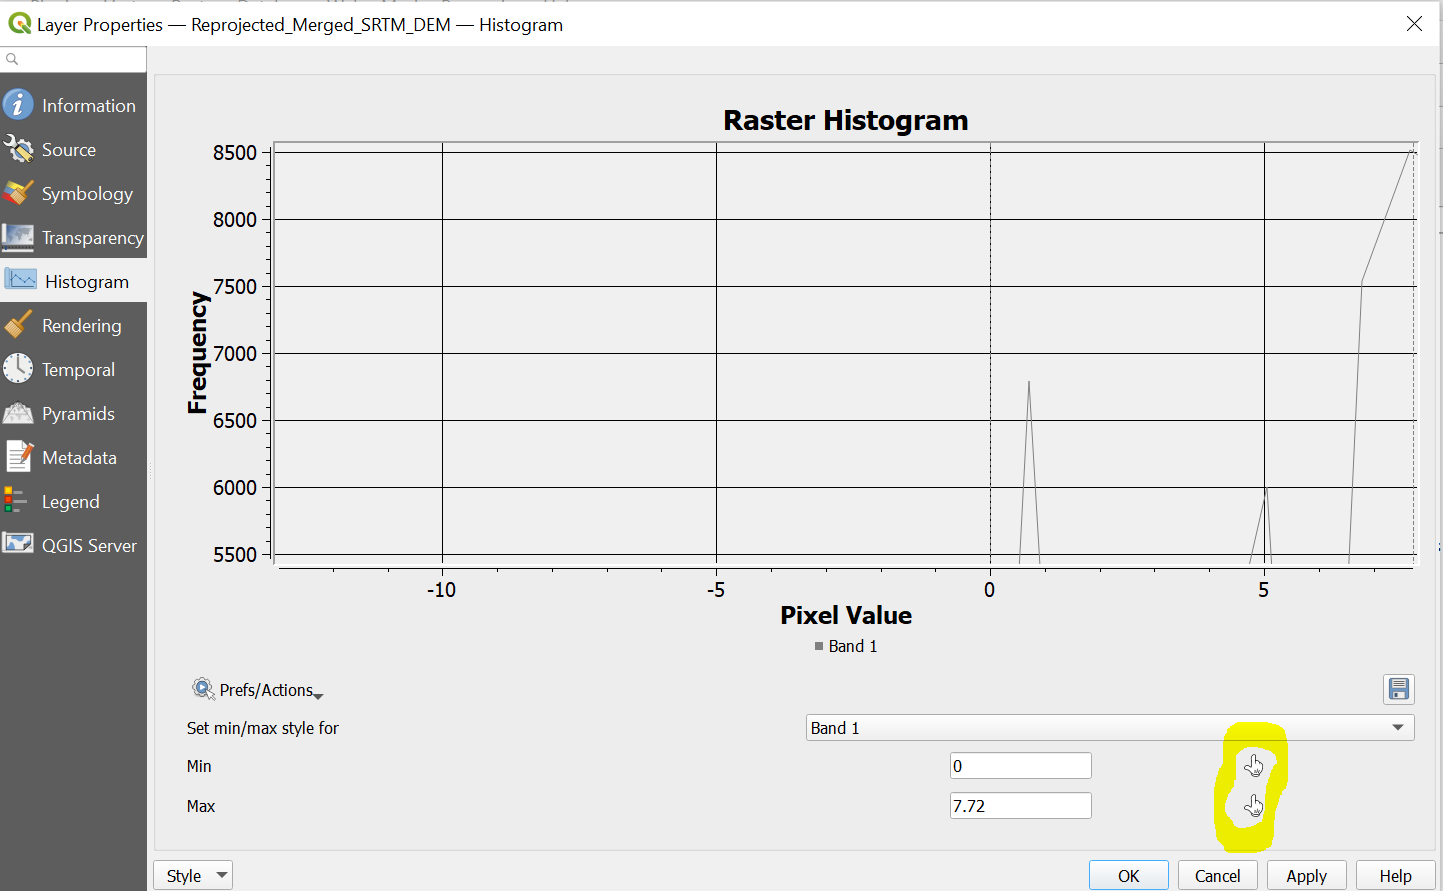 Layer Properties — Reprojected_Merged_SRTM_DEM — Histogram
Information
Source
Symbology
Transparency
Histogram
Rendering
Temporal
Pyramids
Metadata
Legend
QGIS Server
Raster Histogram
Frequency
8500
8000
7500
7000
6500
6000
5500
-10 -5 0 5
Pixel Value
Band 1
Prefs/Actions
Set min/max style for Band 1
Min 0
Max 7.72
Style OK Cancel Apply Help